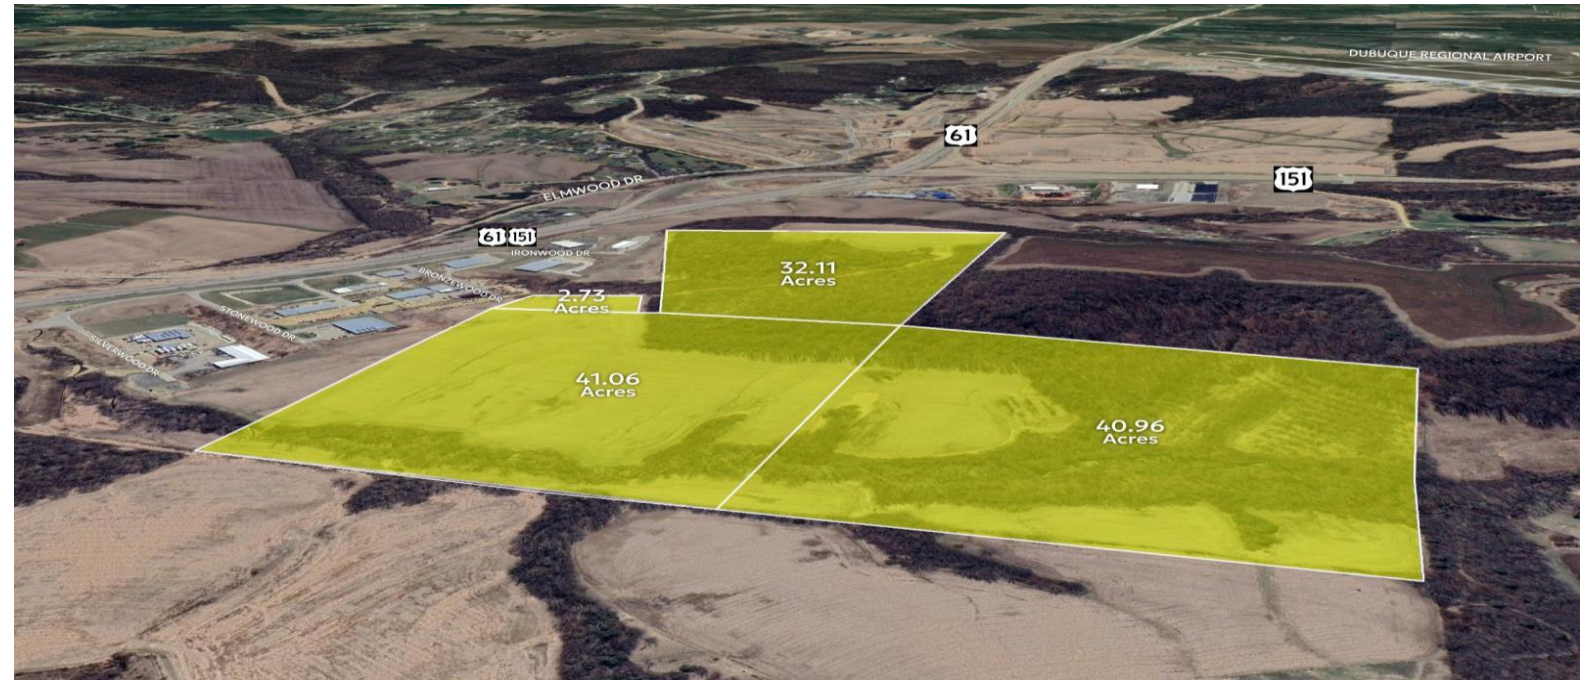 DUBUQUE REGIONAL AIRPORT
61
151
ELMWOOD DR
61 151
IRONWOOD DR
BRONZEWOOD DR
STONEWOOD DR
SILVERWOOD DR
32.11
Acres
2.73
Acres
41.06
Acres
40.96
Acres